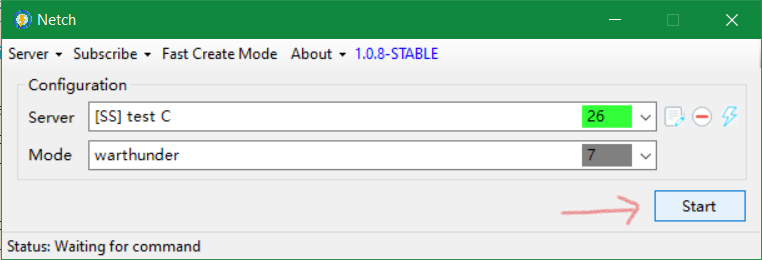 Netch
Server Subscribe Fast Create Mode About 1.0.8-STABLE
Configuration
Server [SS] test C 26
Mode warthunder 7
Start
Status: Waiting for command